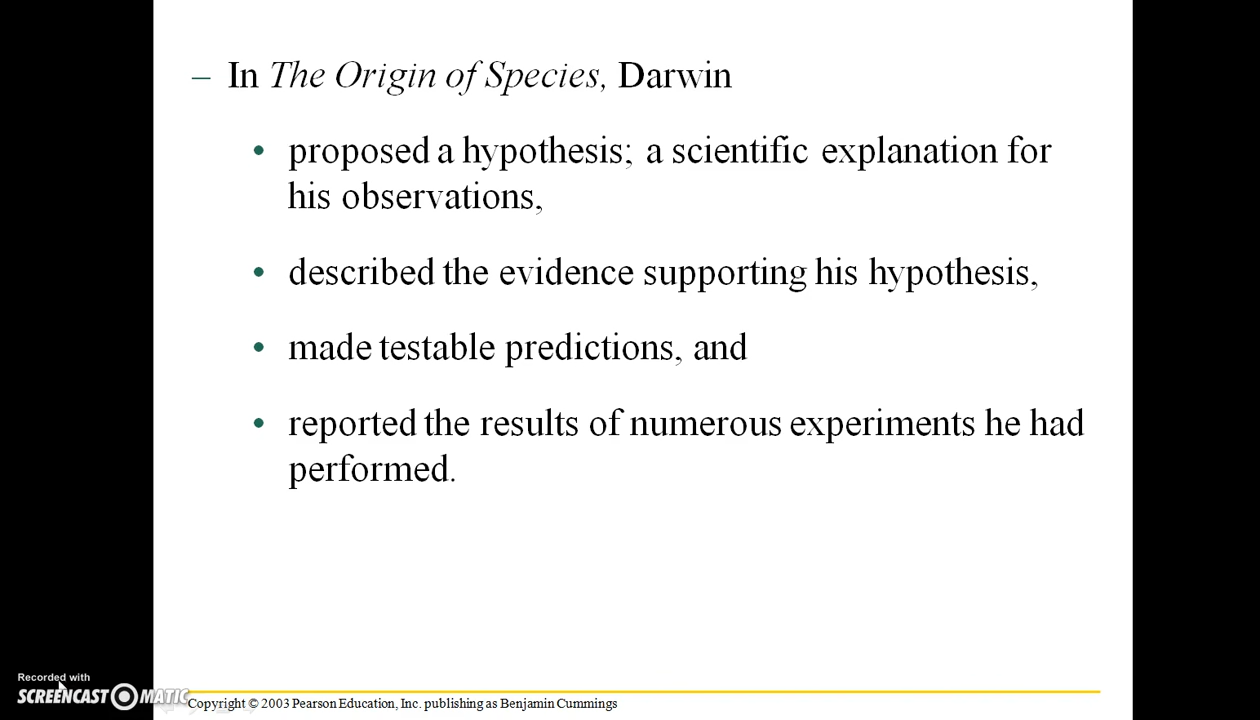 – In The Origin of Species, Darwin
• proposed a hypothesis; a scientific explanation for
his observations,
• described the evidence supporting his hypothesis,
• made testable predictions, and
• reported the results of numerous experiments he had
performed.
Recorded with
SCREENCAST O MATIC
Copyright © 2003 Pearson Education, Inc. publishing as Benjamin Cummings